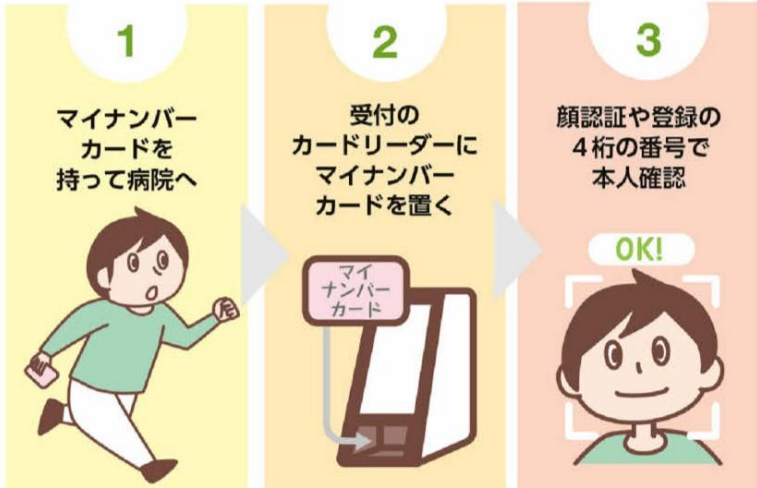 1
マイナンバー
カードを
持って病院へ
2
受付の
カードリーダーに
マイナンバー
カードを置く
マイ
ナンバー
カード
3
顔認証や登録の
4桁の番号で
本人確認
OK!